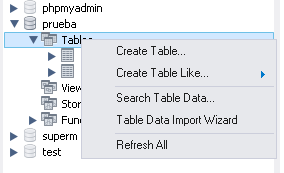 phpmyadmin
prueba
Tables
Create Table...
Create Table Like...
Search Table Data...
Table Data Import Wizard
Refresh All
View
Stor
Func
superm
test